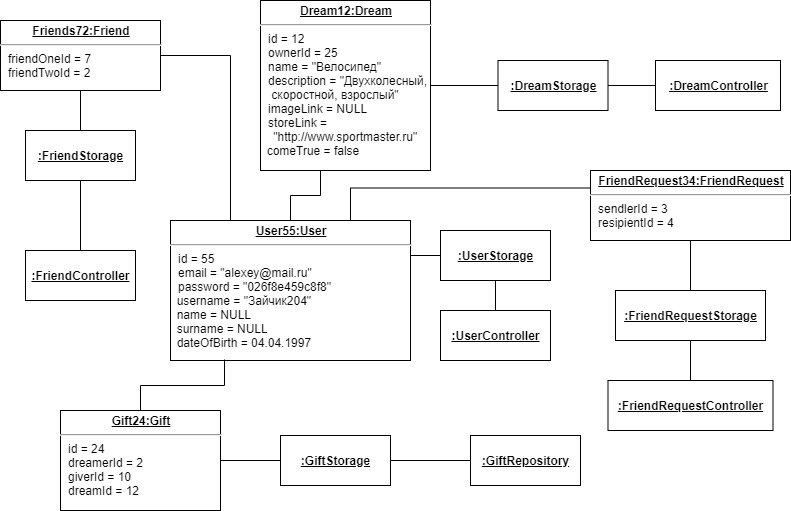 Dream12:Dream
id = 12
ownerId = 25
name = "Велосипед"
description = "Двухколесный,
скоростной, взрослый"
imageLink = NULL
storeLink =
"http://www.sportmaster.ru"
comeTrue = false
Friends72:Friend
friendOneId = 7
friendTwoId = 2
:DreamStorage
:DreamController
:FriendStorage
:FriendController
FriendRequest34:FriendRequest
sendlerId = 3
resipientId = 4
User55:User
id = 55
email = "alexey@mail.ru"
password = "026f8e459c8f8"
username = "Зайчик204"
name = NULL
surname = NULL
dateOfBirth = 04.04.1997
:UserStorage
:UserController
:FriendRequestStorage
:FriendRequestController
Gift24:Gift
id = 24
dreamerId = 2
giverId = 10
dreamId = 12
:GiftStorage
:GiftRepository